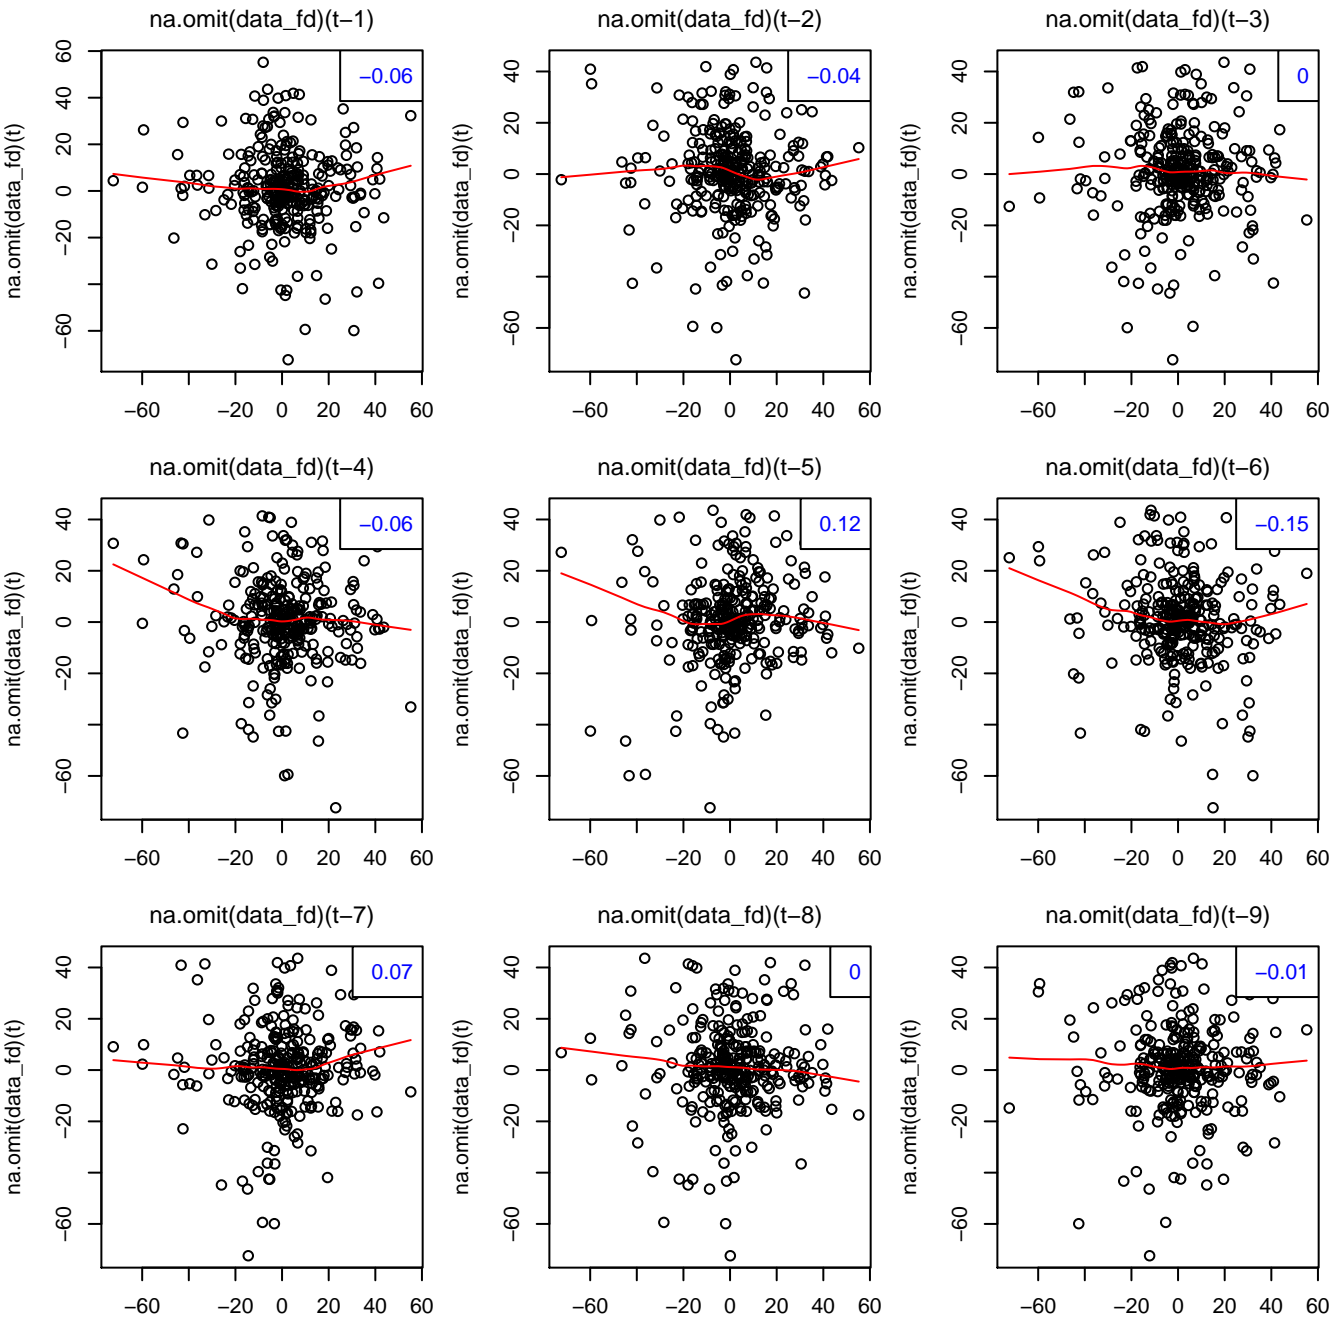 na.omit(data_fd)(t−1) na.omit(data_fd)(t−2) na.omit(data_fd)(t−3)
−0.06 −0.04 0
na.omit(data_fd)(t) na.omit(data_fd)(t) na.omit(data_fd)(t)
60 40 20 0 −20 −60
40 20 0 −20 −60
40 20 0 −20 −60
−60 −20 0 20 40 60 −60 −20 0 20 40 60 −60 −20 0 20 40 60
na.omit(data_fd)(t−4) na.omit(data_fd)(t−5) na.omit(data_fd)(t−6)
−0.06 0.12 −0.15
na.omit(data_fd)(t) na.omit(data_fd)(t) na.omit(data_fd)(t)
40 20 0 −20 −60
40 20 0 −20 −60
40 20 0 −20 −60
−60 −20 0 20 40 60 −60 −20 0 20 40 60 −60 −20 0 20 40 60
na.omit(data_fd)(t−7) na.omit(data_fd)(t−8) na.omit(data_fd)(t−9)
0.07 0 −0.01
na.omit(data_fd)(t) na.omit(data_fd)(t) na.omit(data_fd)(t)
40 20 0 −20 −60
40 20 0 −20 −60
40 20 0 −20 −60
−60 −20 0 20 40 60 −60 −20 0 20 40 60 −60 −20 0 20 40 60